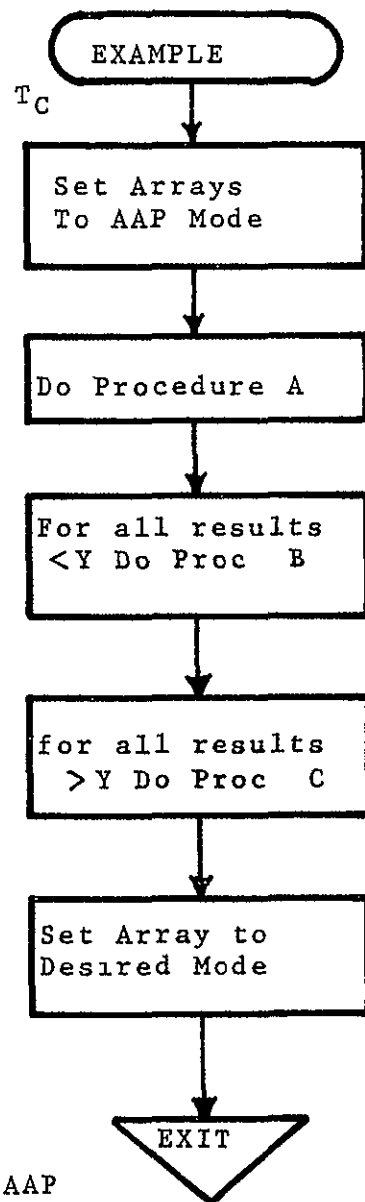 EXAMPLE
TC
Set Arrays
To AAP Mode
Do Procedure A
For all results
<Y Do Proc B
for all results
>Y Do Proc C
Set Array to
Desired Mode
EXIT
AAP